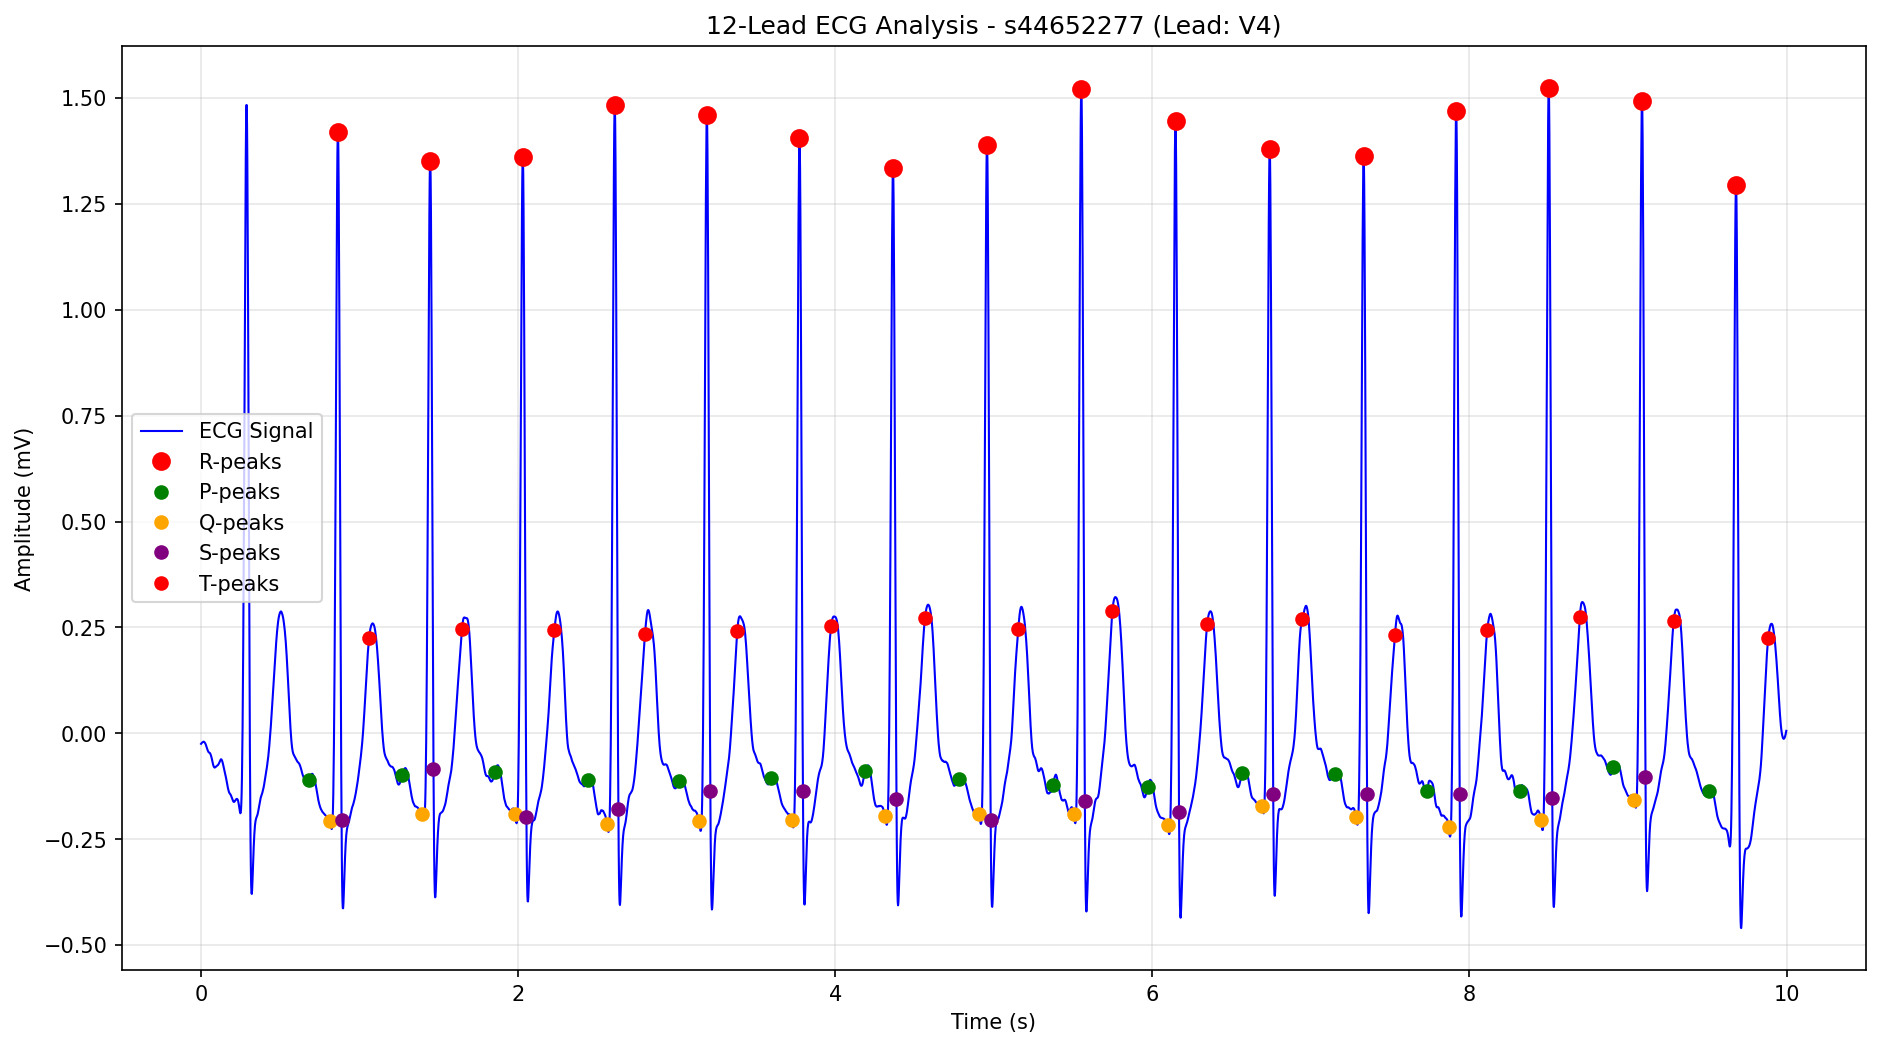 12-Lead ECG Analysis - s44652277 (Lead: V4)
Amplitude (mV)
1.50
1.25
1.00
0.75
0.50
0.25
0.00
−0.25
−0.50
ECG Signal
R-peaks
P-peaks
Q-peaks
S-peaks
T-peaks
0 2 4 6 8 10
Time (s)